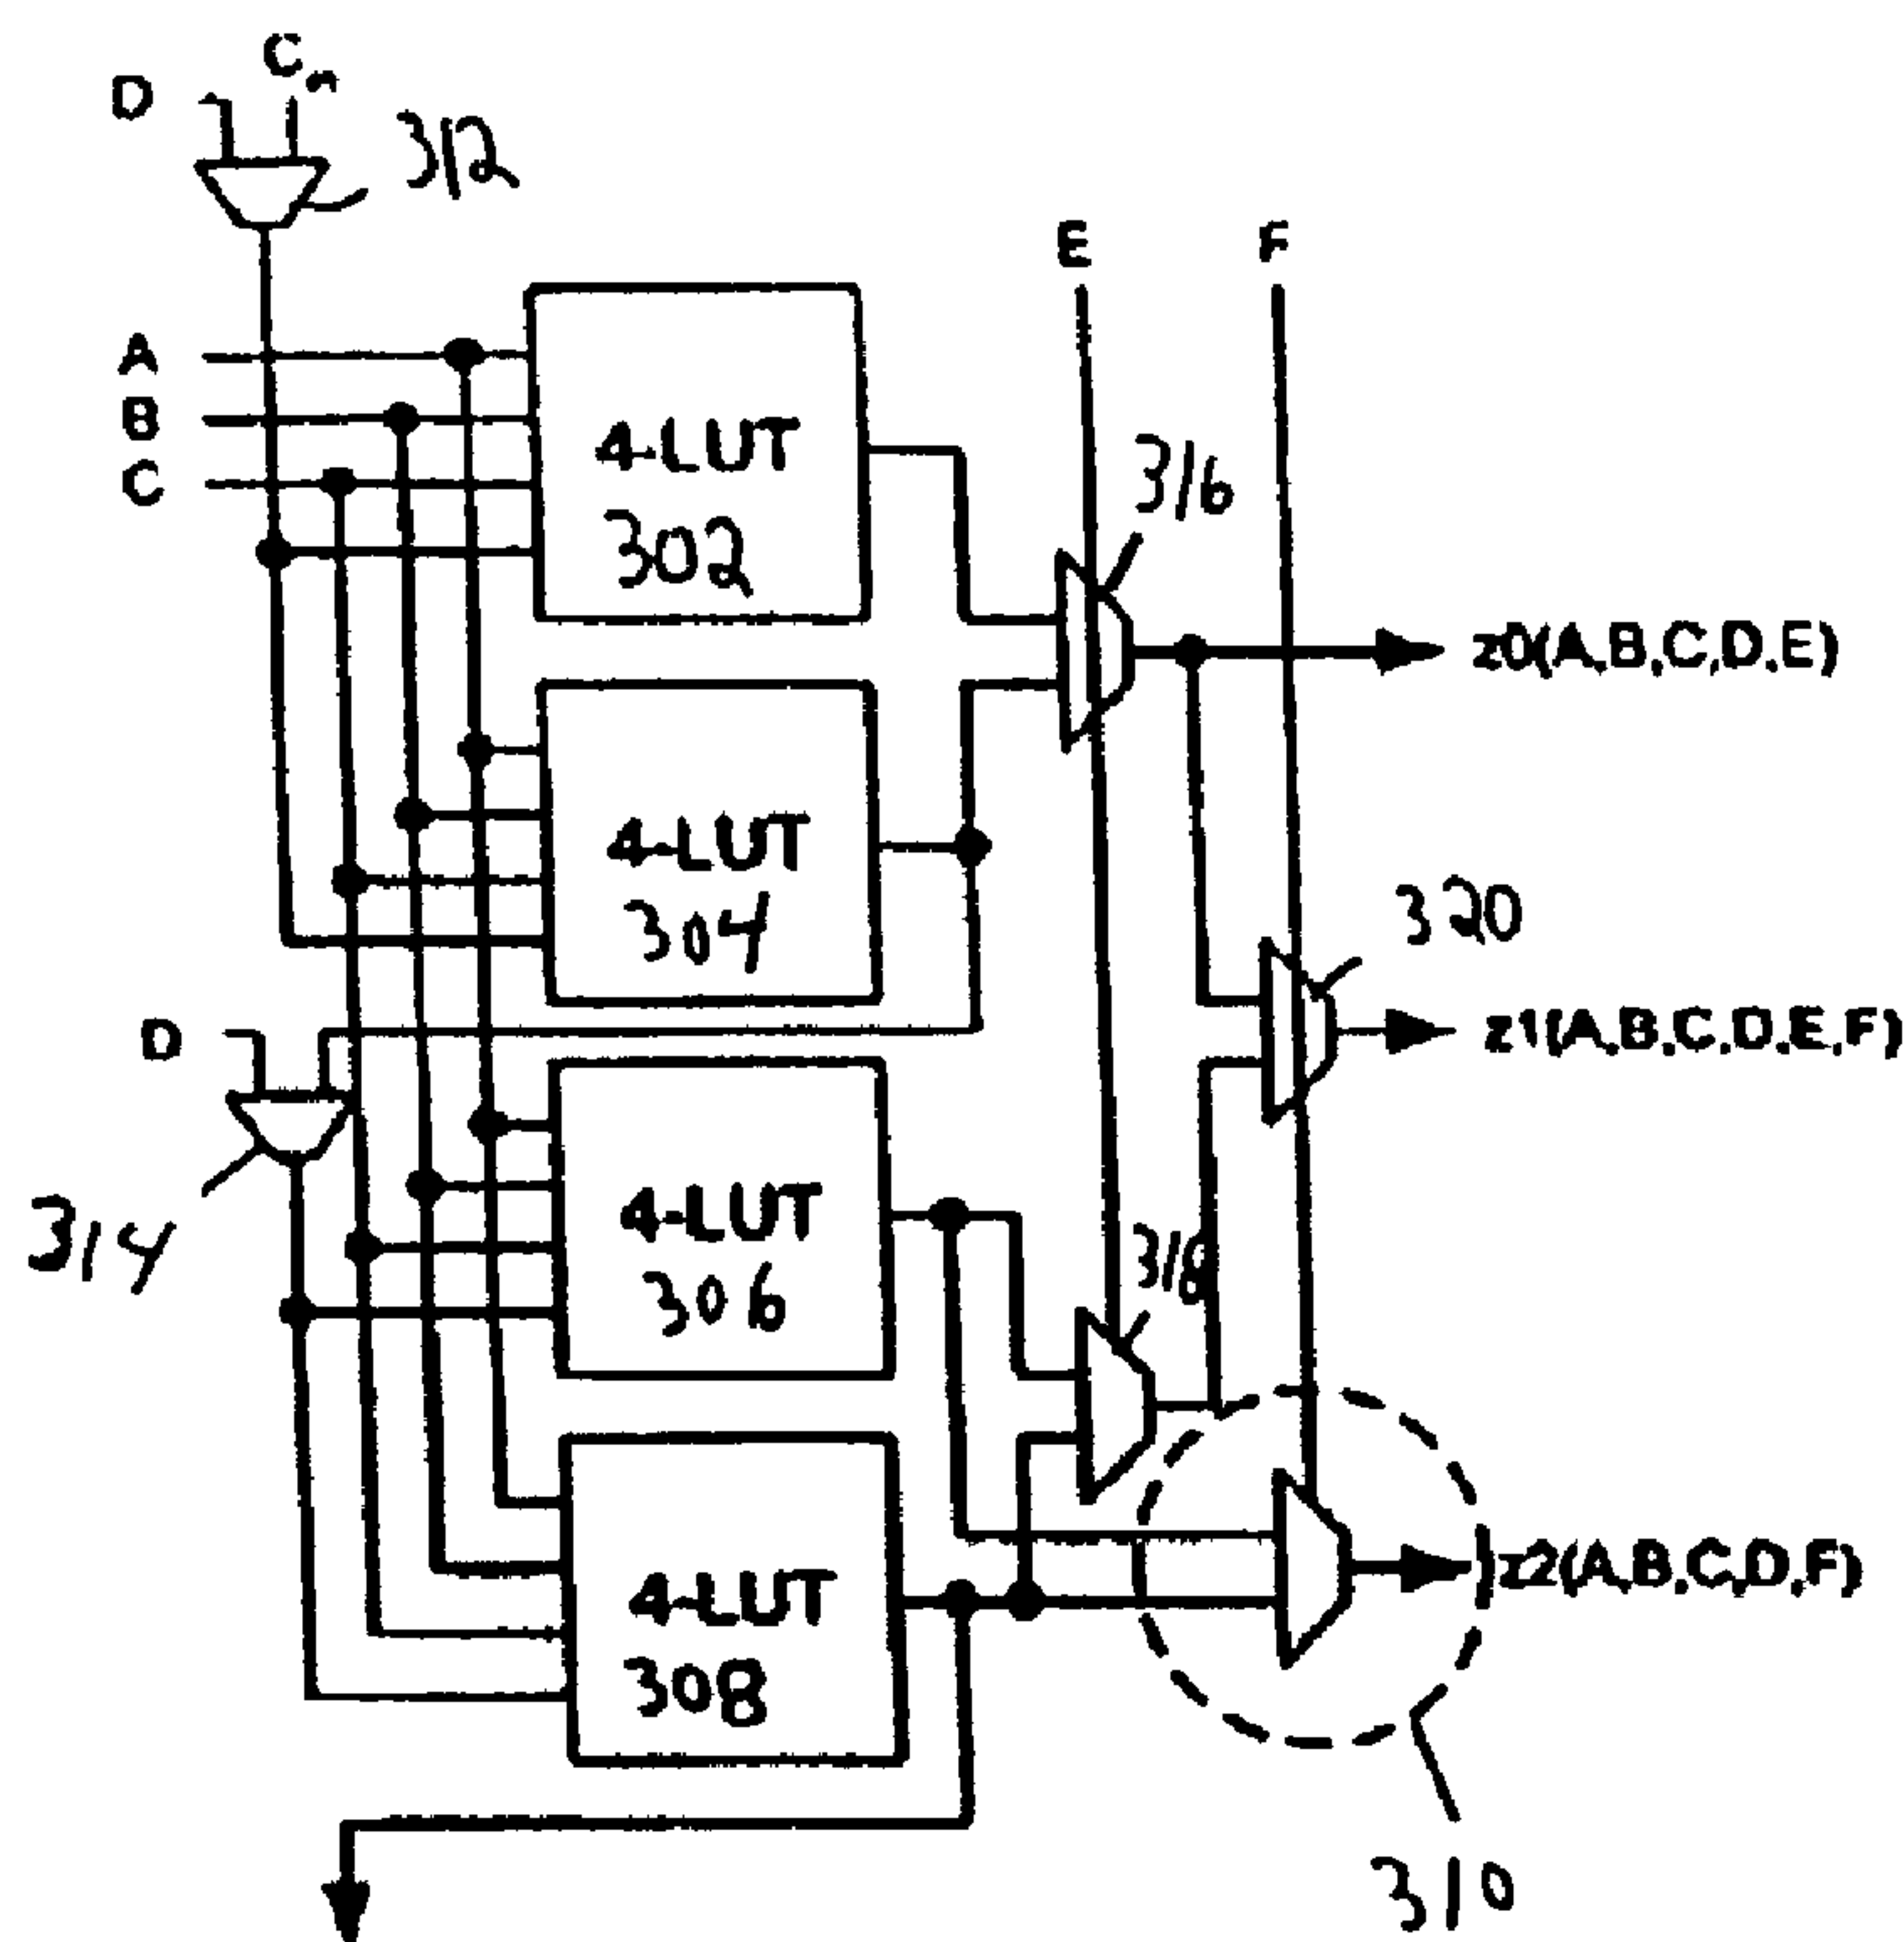 D
Cn
312
E
F
A
B
C
4-LUT
302
316
z0(A,B,C,D,E)
4-LUT
304
320
D
z1(A,B,C,D,E,F)
314
4-LUT
306
318
4-LUT
308
z2(A,B,C,D,F)
310